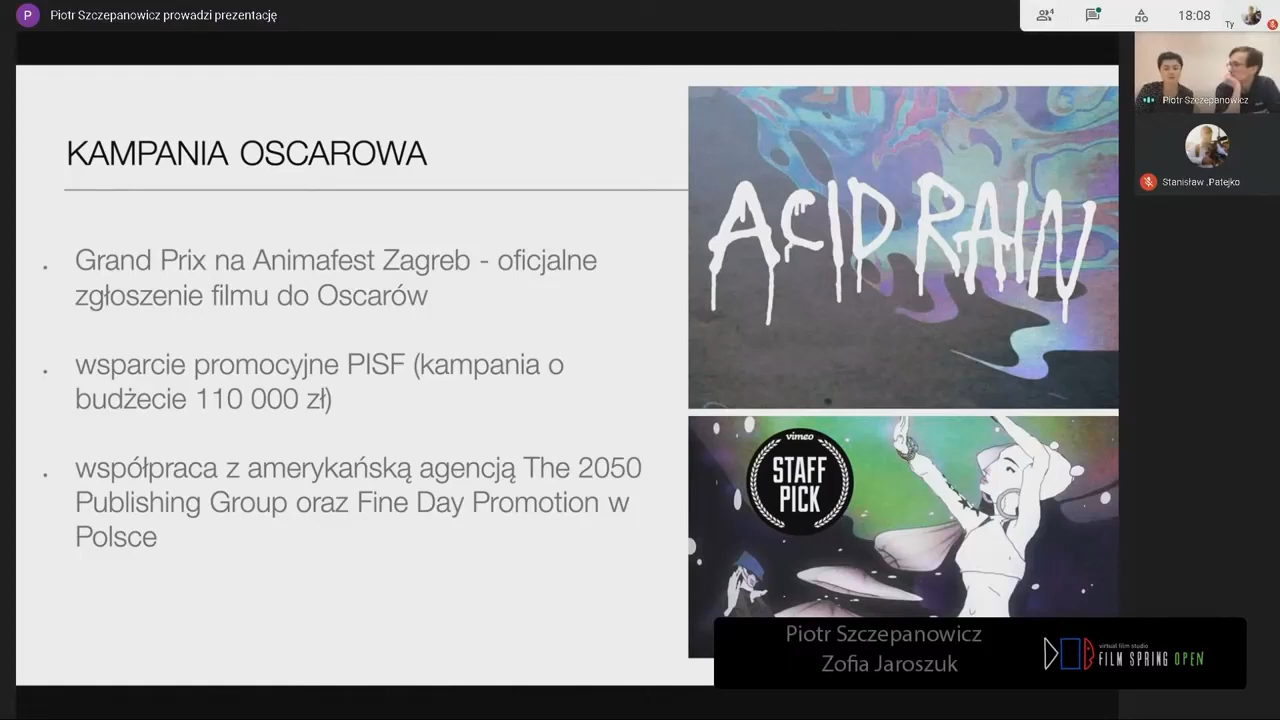 P
Piotr Szczepanowicz prowadzi prezentację
4
18:08
Ty
Piotr Szczepanowicz
Stanisław ,Patejko
KAMPANIA OSCAROWA
. Grand Prix na Animafest Zagreb - oficjalne
zgłoszenie filmu do Oscarów
. wsparcie promocyjne PISF (kampania o
budżecie 110 000 zł)
. współpraca z amerykańską agencją The 2050
Publishing Group oraz Fine Day Promotion w
Polsce
ACID RAIN
vimeo
STAFF
PICK
Piotr Szczepanowicz
Zofia Jaroszuk
virtual film studio
FILM SPRING OPEN